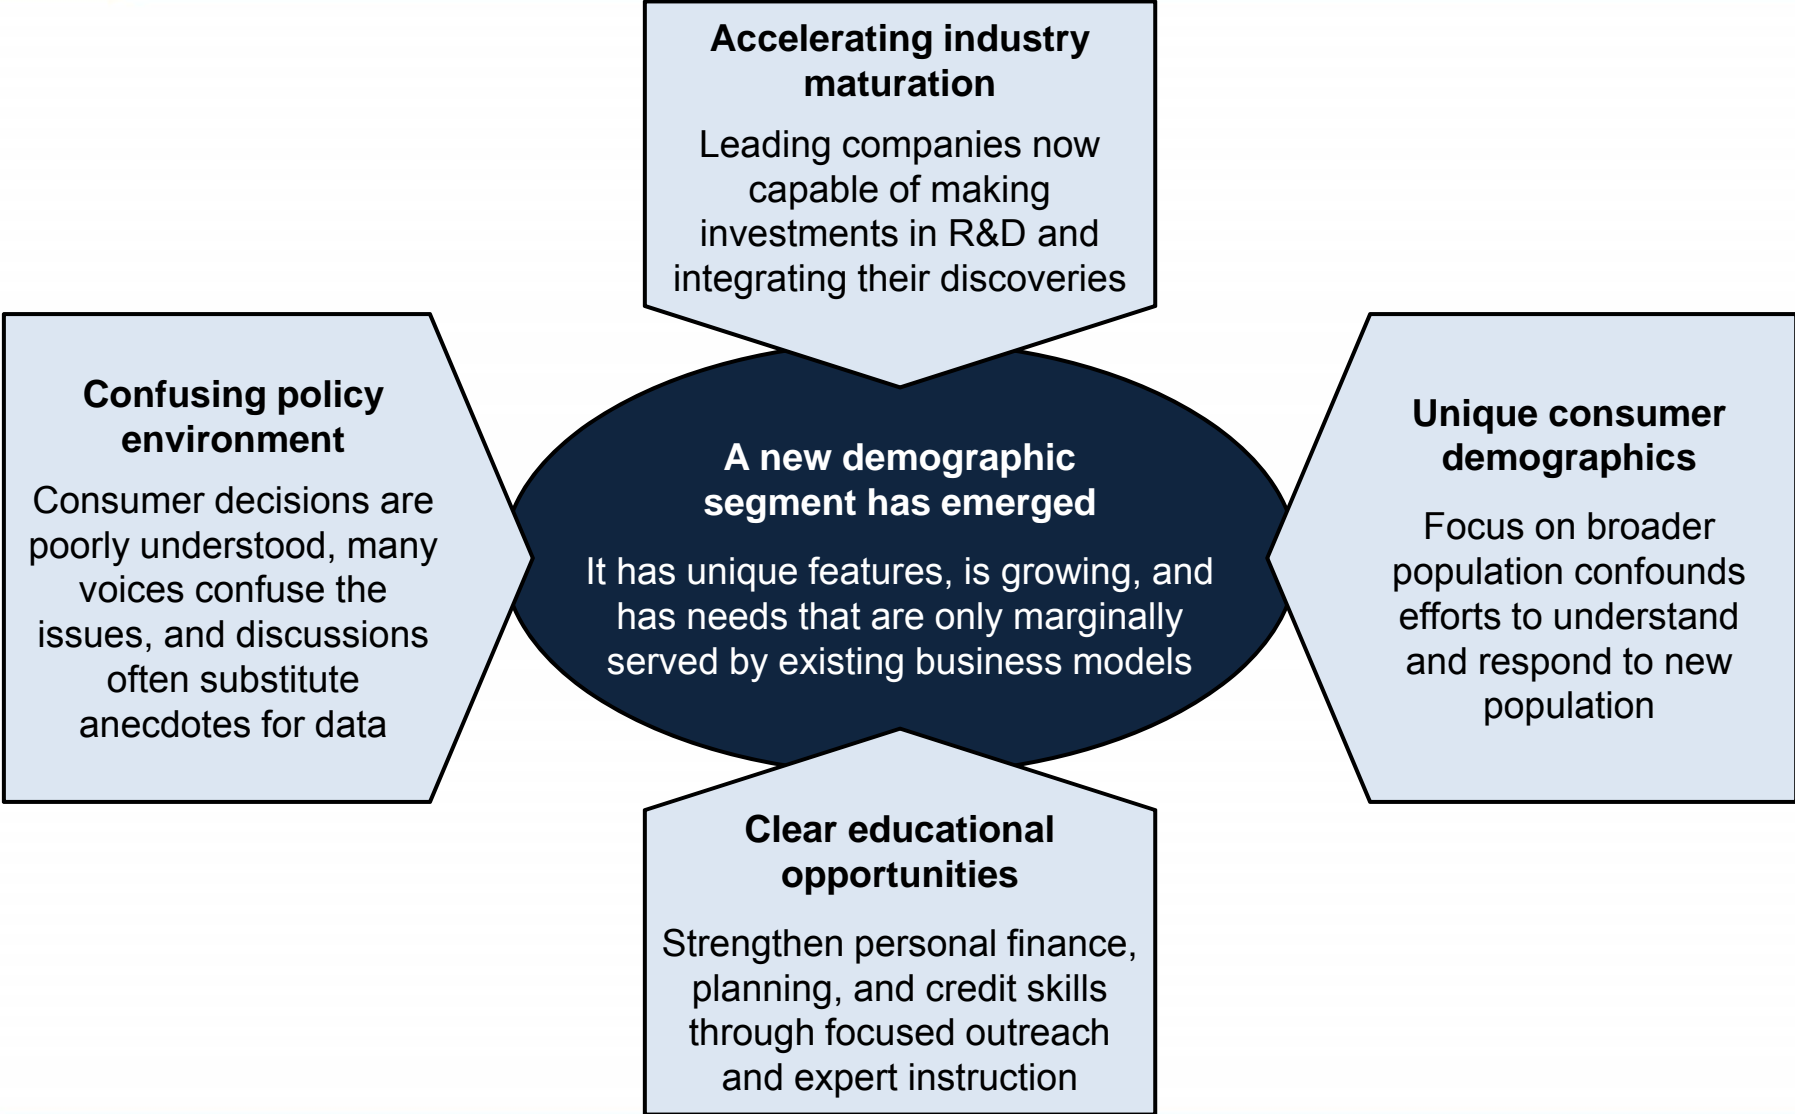 Accelerating industry
maturation
Leading companies now
capable of making
investments in R&D and
integrating their discoveries
Confusing policy
environment
Consumer decisions are
poorly understood, many
voices confuse the
issues, and discussions
often substitute
anecdotes for data
A new demographic
segment has emerged
It has unique features, is growing, and
has needs that are only marginally
served by existing business models
Unique consumer
demographics
Focus on broader
population confounds
efforts to understand
and respond to new
population
Clear educational
opportunities
Strengthen personal finance,
planning, and credit skills
through focused outreach
and expert instruction